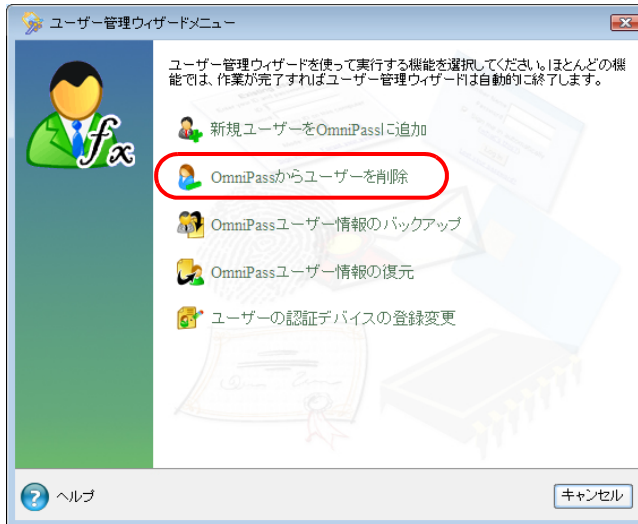 ユーザー管理ウィザードメニュー
ユーザー管理ウィザードを使って実行する機能を選択してください。ほとんどの機
能では、作業が完了すればユーザー管理ウィザードは自動的に終了します。
新規ユーザーをOmniPassに追加
OmniPassからユーザーを削除
OmniPassユーザー情報のバックアップ
OmniPassユーザー情報の復元
ユーザーの認証デバイスの登録変更
fx
? ヘルプ
キャンセル